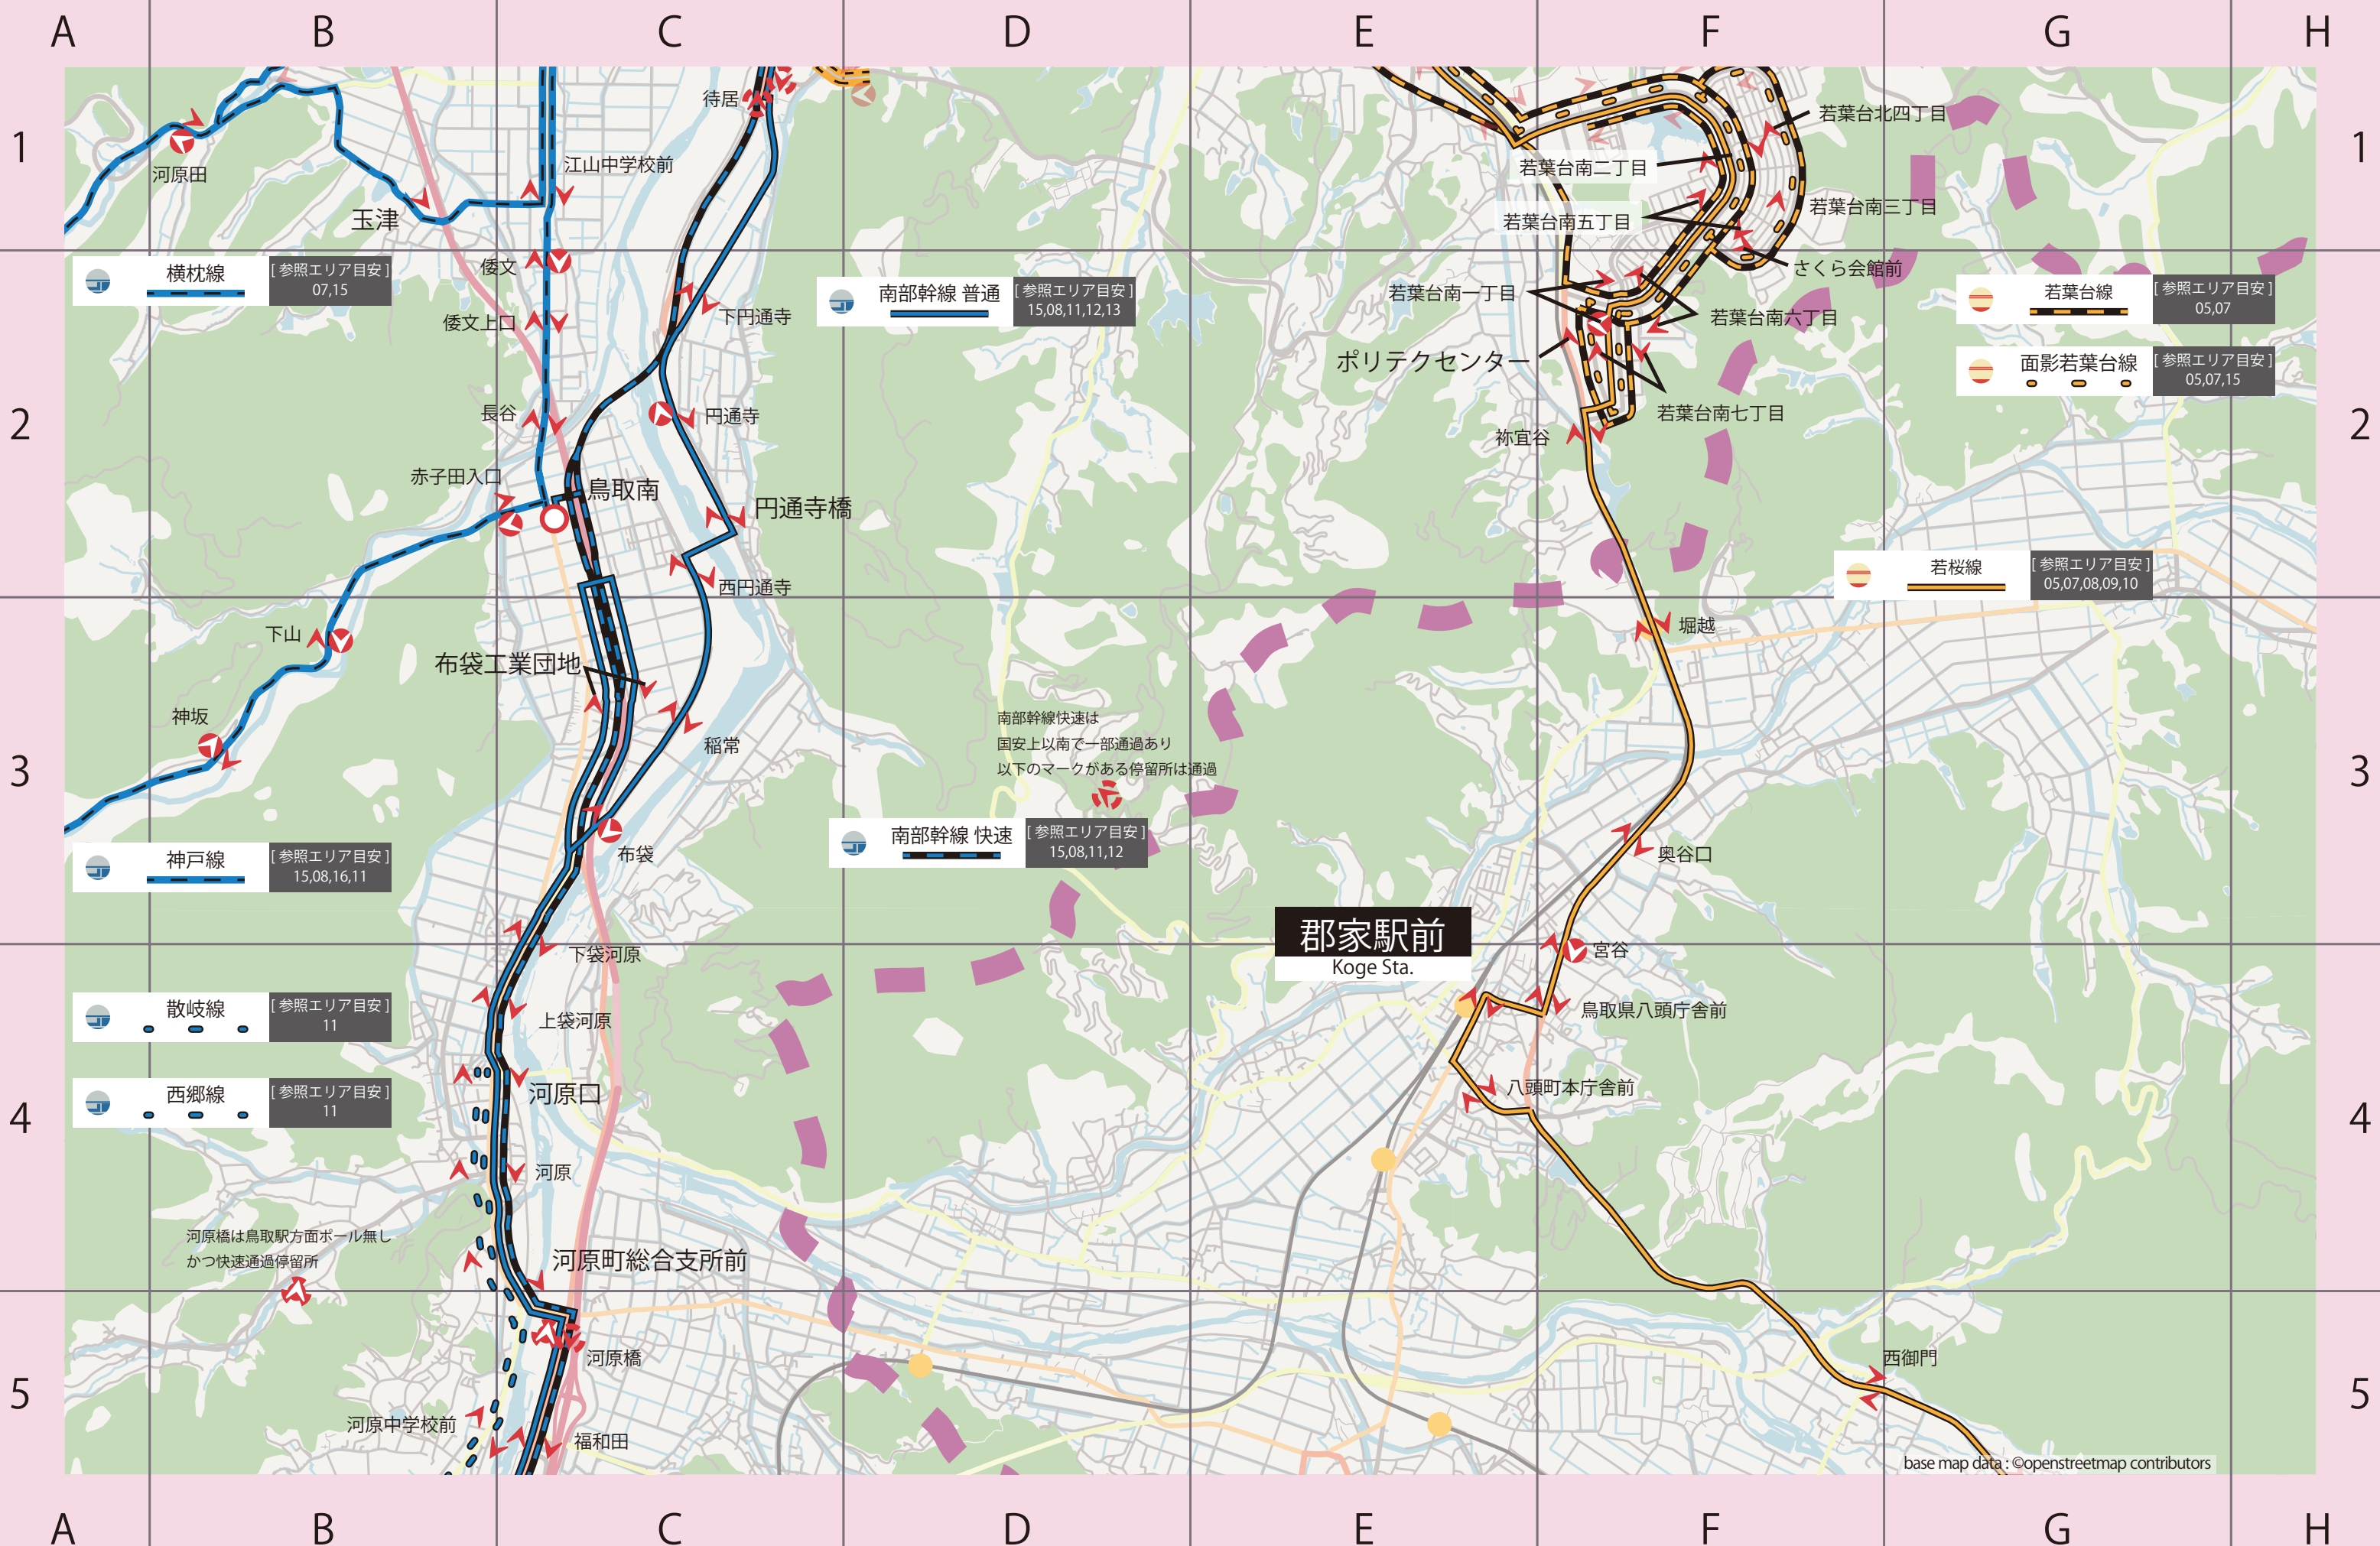 A B C D E F G H
1
待居
若葉台北四丁目
1
江山中学校前
河原田
若葉台南二丁目
玉津
若葉台南五丁目
若葉台南三丁目
倭文
さくら会館前
横枕線
[ 参照エリア目安 ]
07,15
南部幹線 普通
[ 参照エリア目安 ]
15,08,11,12,13
若葉台南一丁目
若葉台線
[ 参照エリア目安 ]
05,07
倭文上口
下円通寺
若葉台南六丁目
ポリテクセンター
面影若葉台線
[ 参照エリア目安 ]
05,07,15
2
長谷
円通寺
若葉台南七丁目
2
祢宜谷
赤子田入口
鳥取南
円通寺橋
西円通寺
若桜線
[ 参照エリア目安 ]
05,07,08,09,10
下山
堀越
布袋工業団地
神坂
稲常
南部幹線快速は
国安上以南で一部通過あり
以下のマークがある停留所は通過
3
3
布袋
南部幹線 快速
[ 参照エリア目安 ]
15,08,11,12
奥谷口
神戸線
[ 参照エリア目安 ]
15,08,16,11
郡家駅前
Koge Sta.
下袋河原
宮谷
散岐線
[ 参照エリア目安 ]
11
上袋河原
鳥取県八頭庁舎前
西郷線
[ 参照エリア目安 ]
11
河原口
八頭町本庁舎前
4
4
河原
河原橋は鳥取駅方面ポール無し
かつ快速通過停留所
河原町総合支所前
河原橋
西御門
5
5
河原中学校前
福和田
base map data : ©openstreetmap contributors
A B C D E F G H